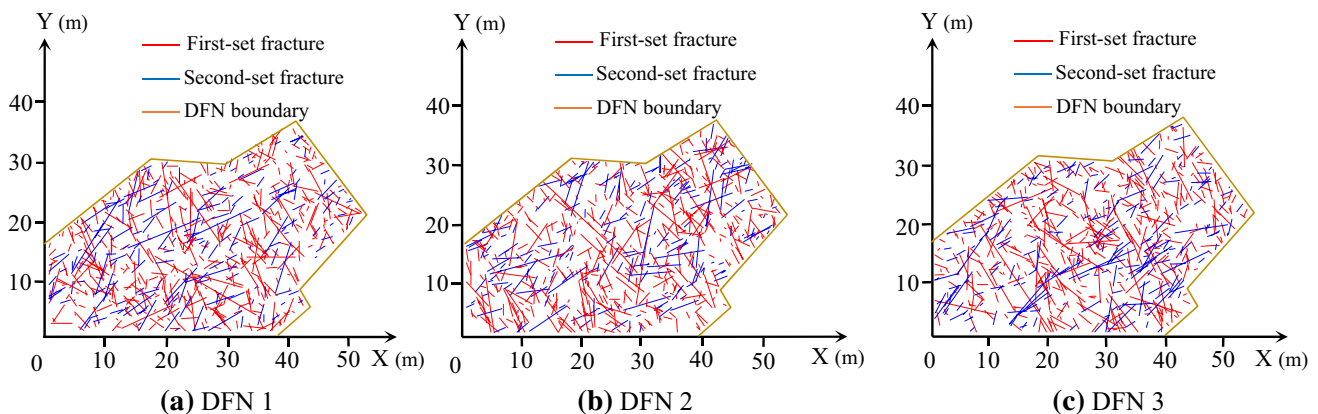 Y (m)
First-set fracture
Second-set fracture
DFN boundary
40
30
20
10
0
10
20
30
40
50
X (m)
(a) DFN 1
Y (m)
First-set fracture
Second-set fracture
DFN boundary
40
30
20
10
0
10
20
30
40
50
X (m)
(b) DFN 2
Y (m)
First-set fracture
Second-set fracture
DFN boundary
40
30
20
10
0
10
20
30
40
50
X (m)
(c) DFN 3